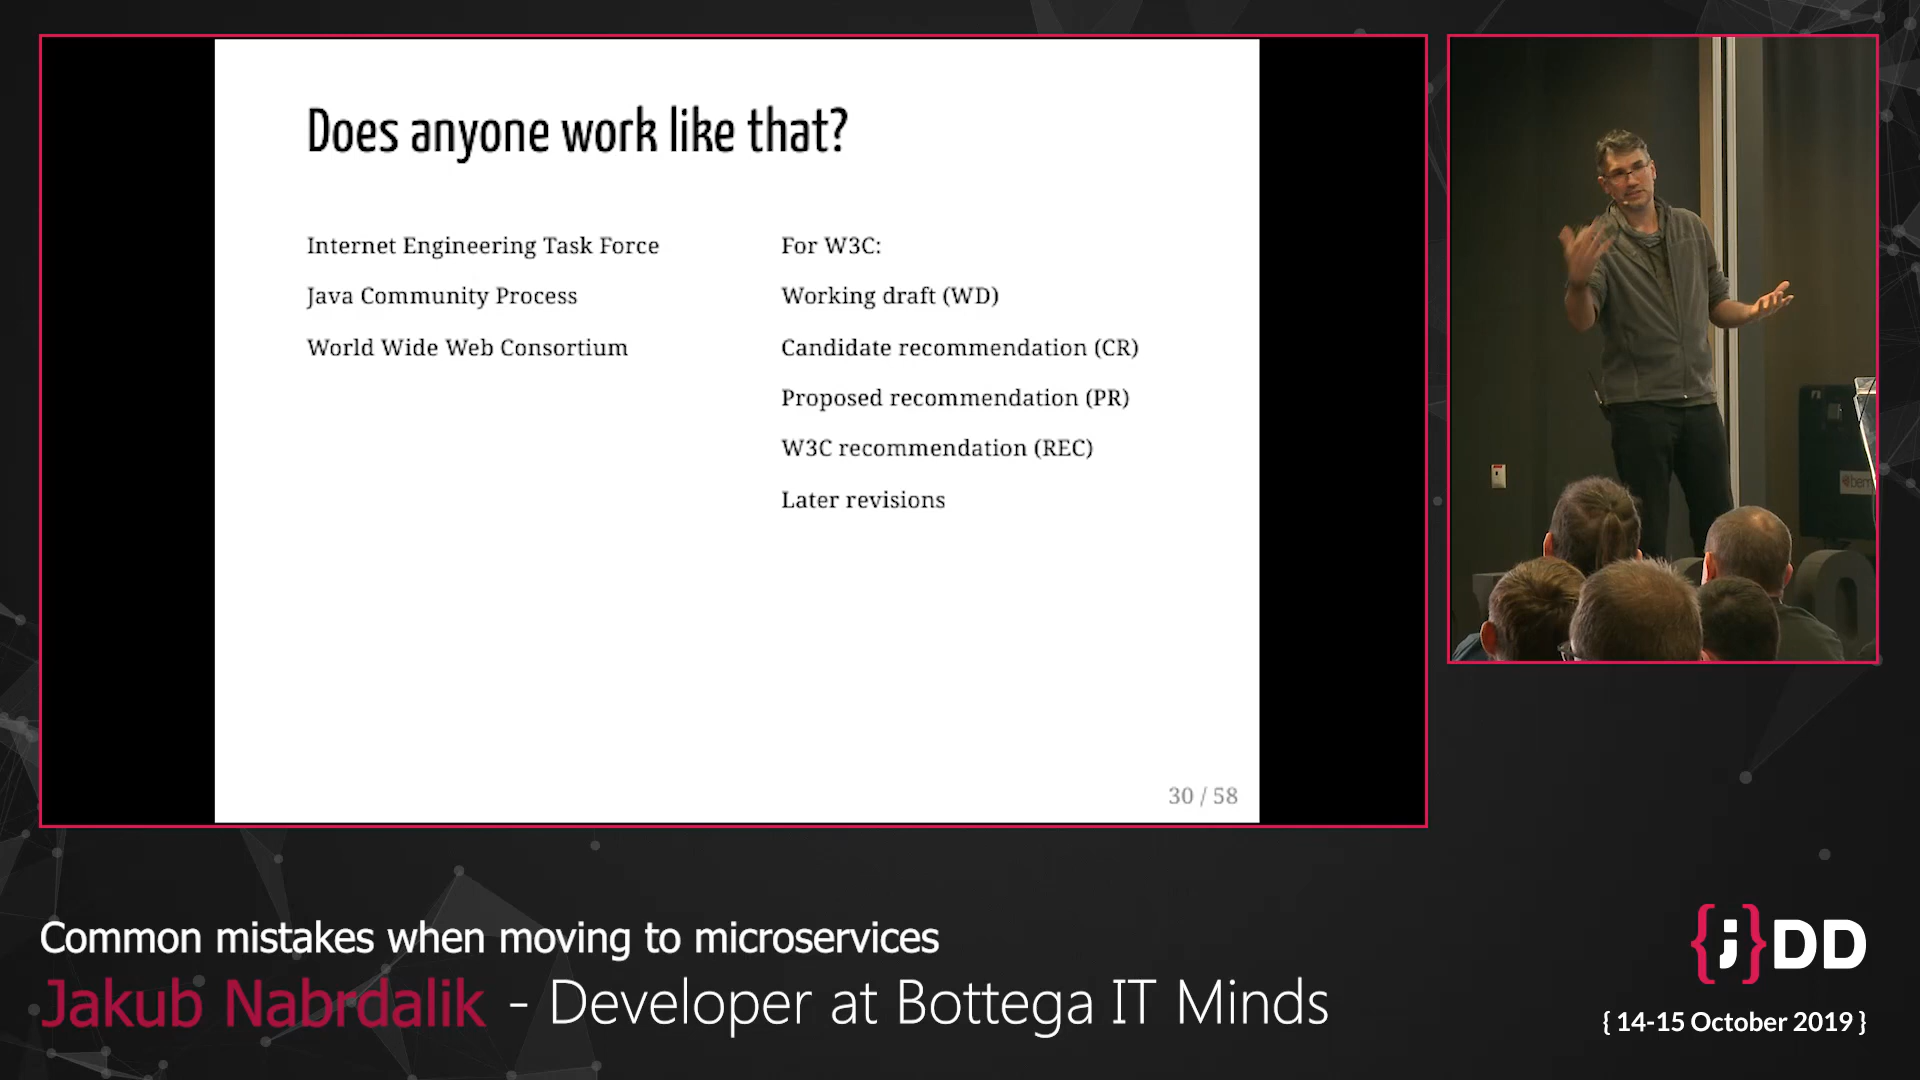 Does anyone work like that?
Internet Engineering Task Force
Java Community Process
World Wide Web Consortium
For W3C:
Working draft (WD)
Candidate recommendation (CR)
Proposed recommendation (PR)
W3C recommendation (REC)
Later revisions
30 / 58
Common mistakes when moving to microservices
Jakub Nabrdalik - Developer at Bottega IT Minds
{;}DD
{ 14-15 October 2019 }